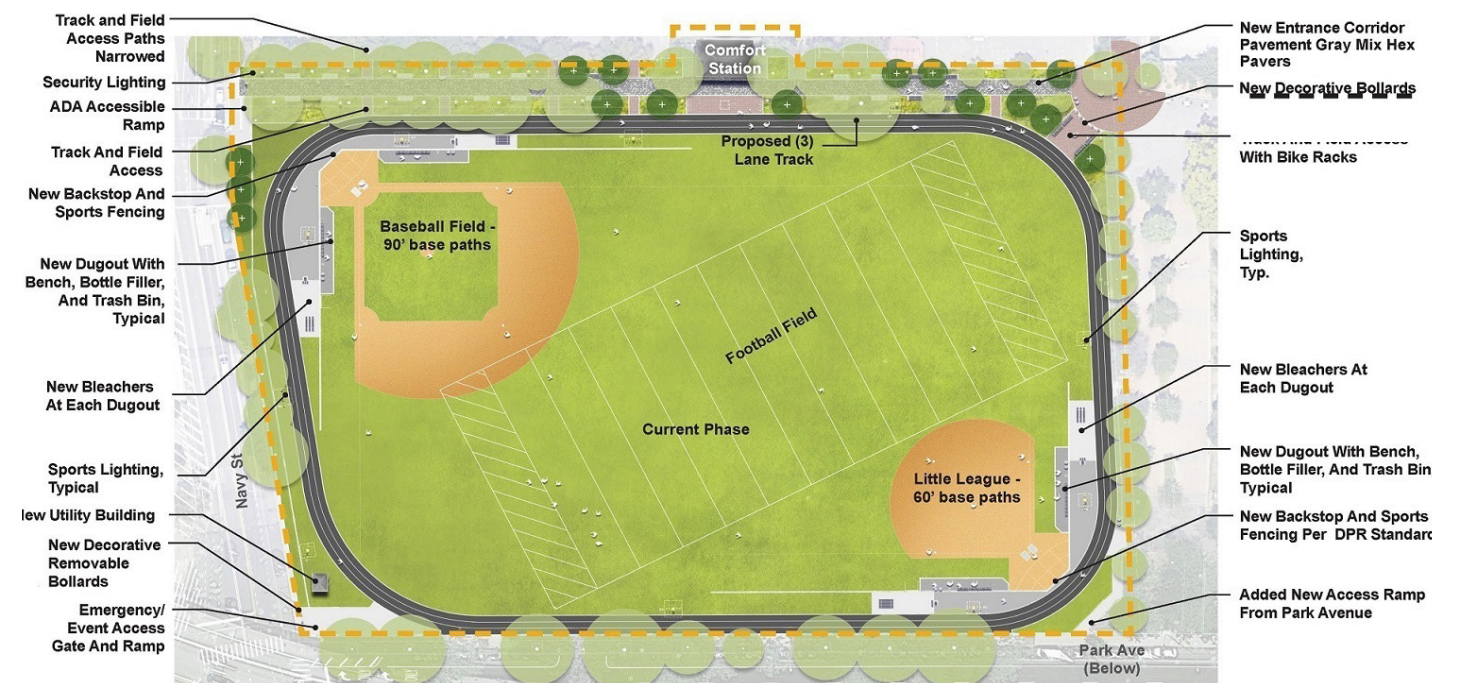 Track and Field
Access Paths
Narrowed
Security Lighting
ADA Accessible
Ramp
Track And Field
Access
New Backstop And
Sports Fencing
New Dugout With
Bench, Bottle Filler,
And Trash Bin,
Typical
New Bleachers
At Each Dugout
Sports Lighting,
Typical
ew Utility Building
New Decorative
Removable
Bollards
Emergency/
Event Access
Gate And Ramp
Navy St
Comfort
Station
Proposed (3)
Lane Track
Baseball Field -
90' base paths
Football Field
Current Phase
Little League -
60' base paths
Park Ave
(Below)
New Entrance Corridor
Pavement Gray Mix Hex
Pavers
New Decorative Bollards
Track And Field Access
With Bike Racks
Sports
Lighting,
Typ.
New Bleachers At
Each Dugout
New Dugout With Bench,
Bottle Filler, And Trash Bin
Typical
New Backstop And Sports
Fencing Per DPR Standard
Added New Access Ramp
From Park Avenue